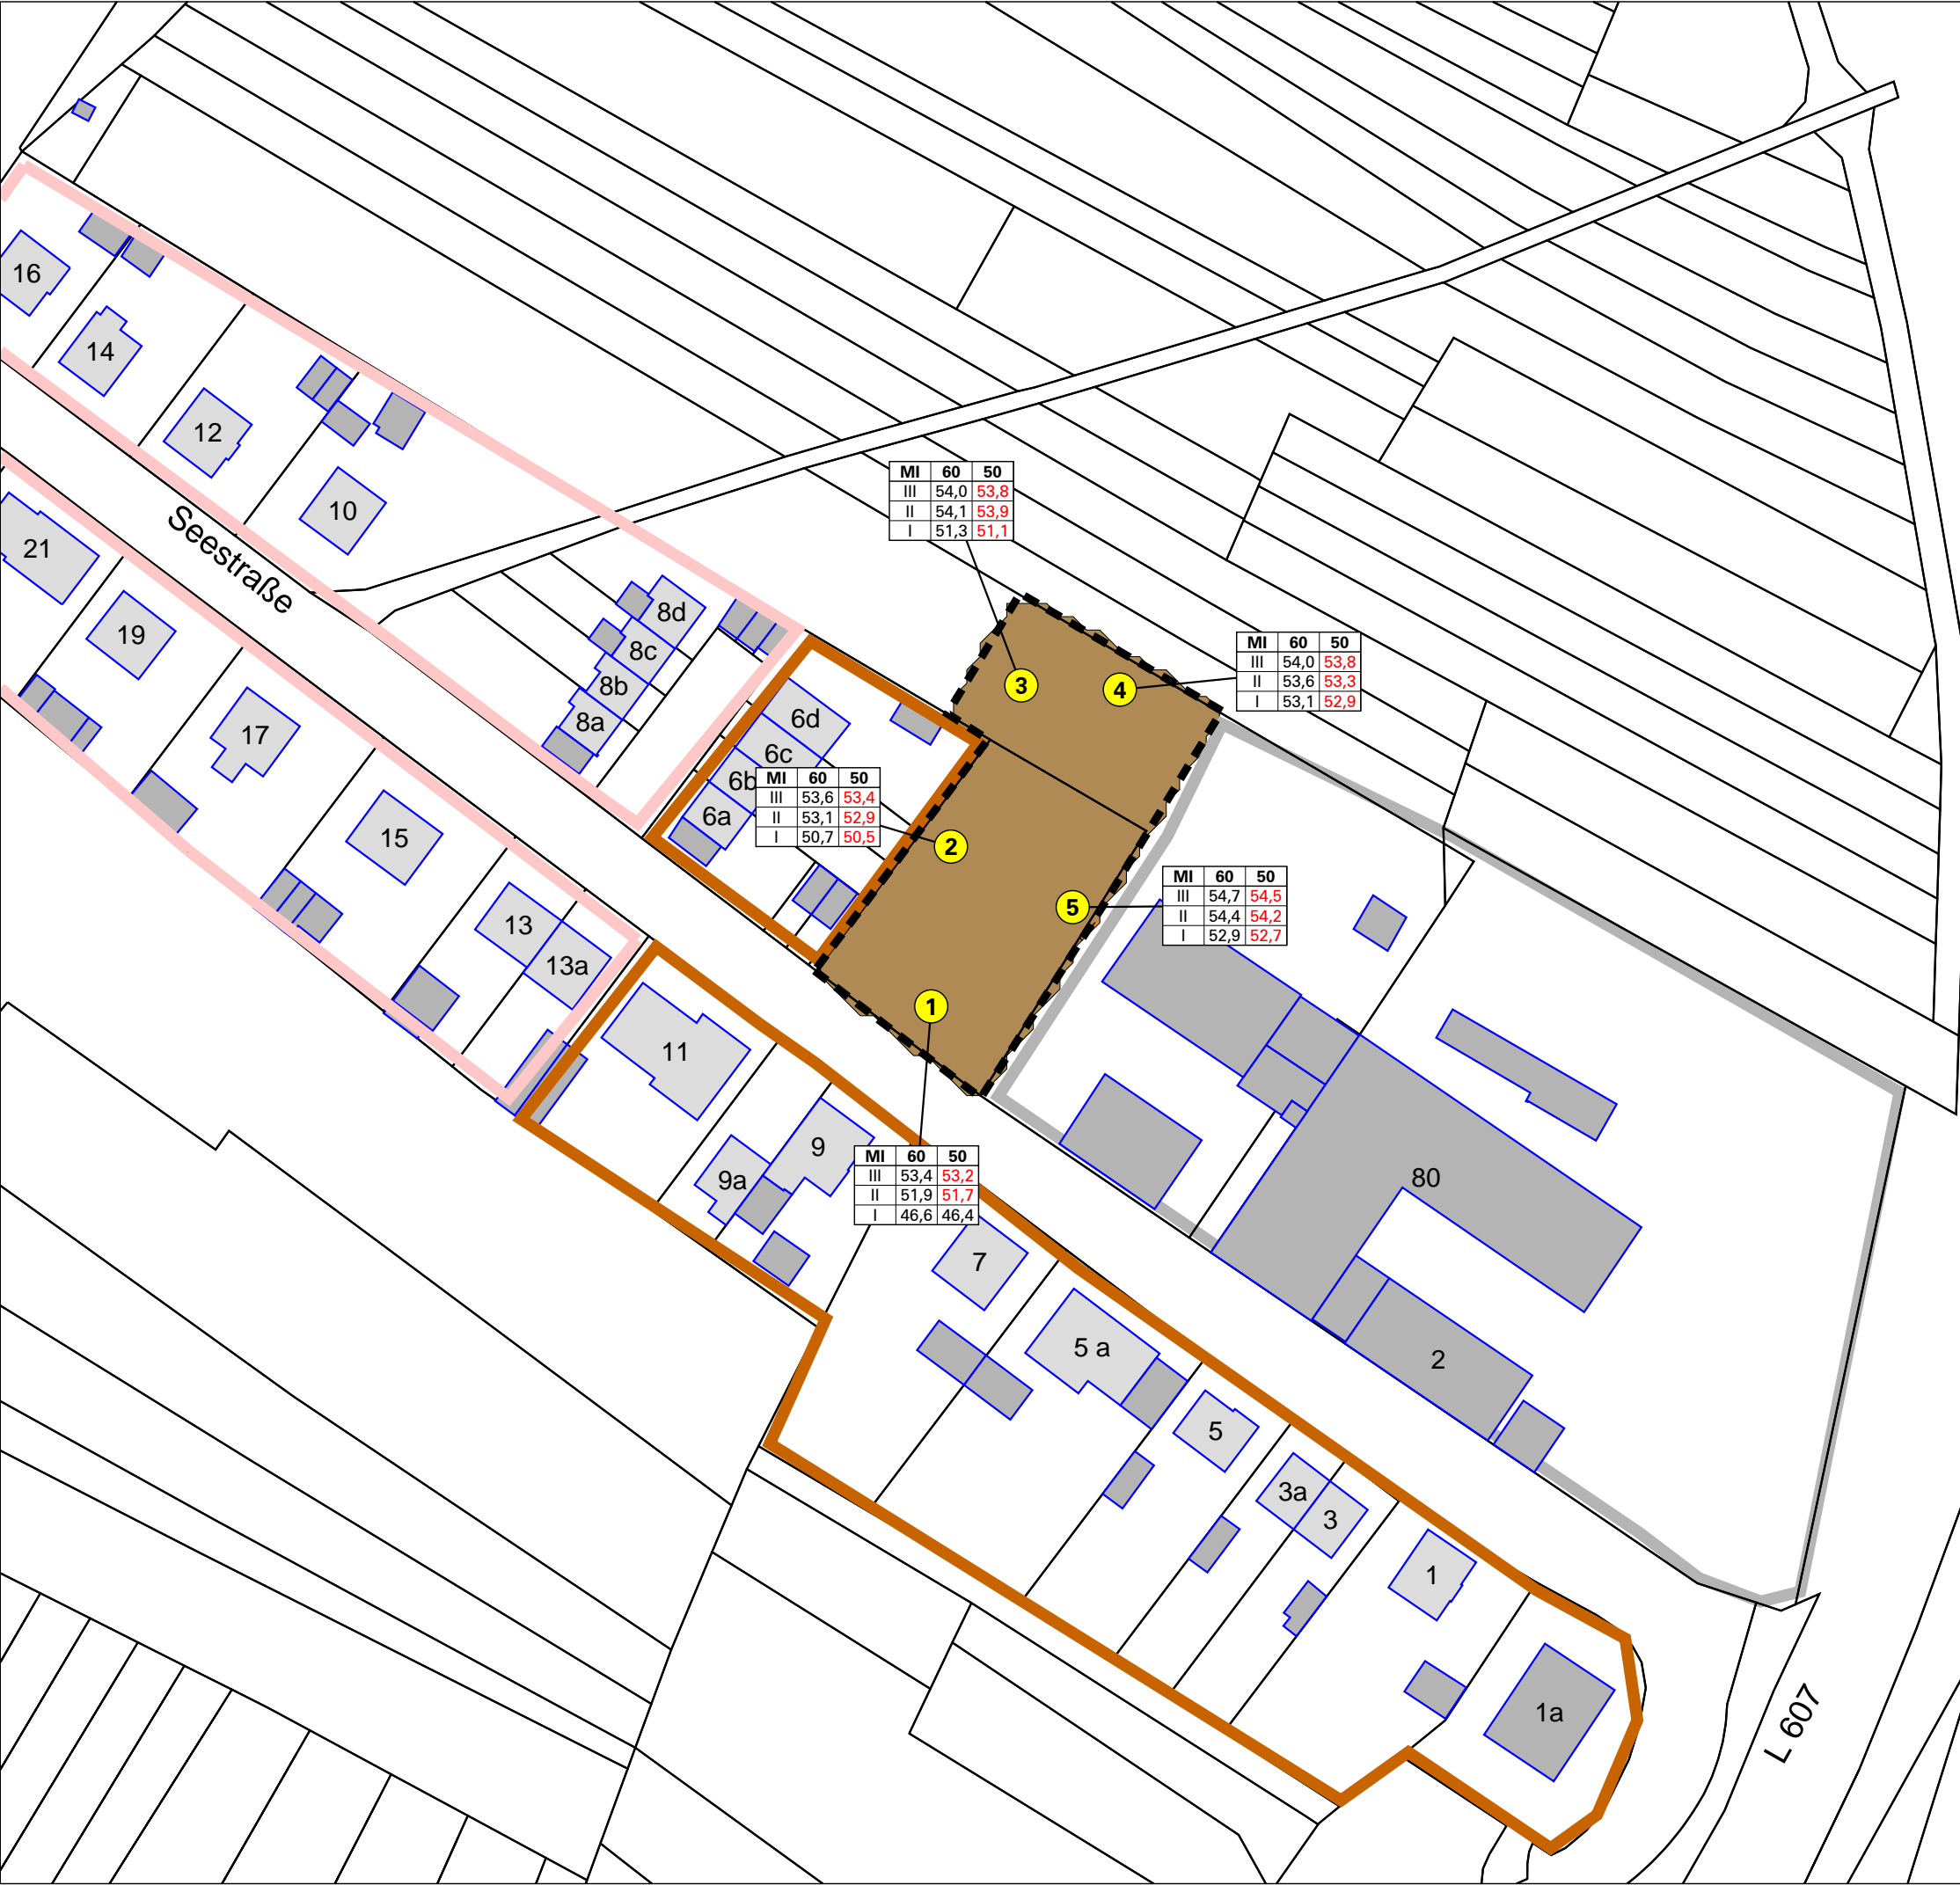 16
14
12
10
21
Seestraße
19
17
15
13
13a
8d
8c
8b
8a
6d
6c
6b
6a
MI 60 50
III 54,0 53,8
II 54,1 53,9
I 51,3 51,1
3
4
MI 60 50
III 54,0 53,8
II 53,6 53,3
I 53,1 52,9
MI 60 50
III 53,6 53,4
II 53,1 52,9
I 50,7 50,5
2
5
MI 60 50
III 54,7 54,5
II 54,4 54,2
I 52,9 52,7
1
MI 60 50
III 53,4 53,2
II 51,9 51,7
I 46,6 46,4
11
9
9a
7
5 a
5
3a
3
1
1a
80
2
L 607